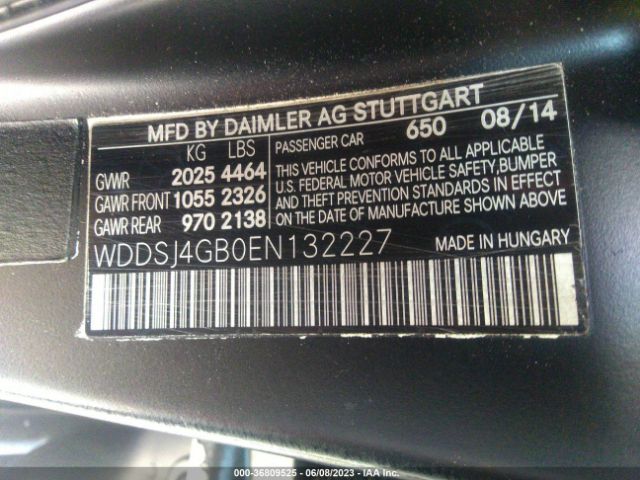 MFD BY DAIMLER AG STUTTGART
KG LBS
GVWR 2025 4464
GAWR FRONT 1055 2326
GAWR REAR 970 2138
PASSENGER CAR 650 08/14
THIS VEHICLE CONFORMS TO ALL APPLICABLE
U.S. FEDERAL MOTOR VEHICLE SAFETY, BUMPER
AND THEFT PREVENTION STANDARDS IN EFFECT
ON THE DATE OF MANUFACTURE SHOWN ABOVE
WDDSJ4GB0EN132227 MADE IN HUNGARY
000-36809525 - 06/08/2023 - IAA Inc.